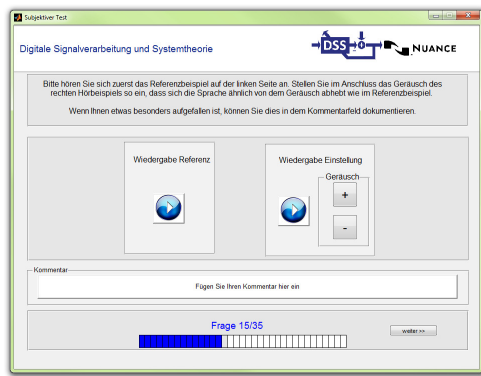 Subjektiver Test
Digitale Signalverarbeitung und Systemtheorie
DSS
NUANCE
Bitte hören Sie sich zuerst das Referenzbeispiel auf der linken Seite an. Stellen Sie im Anschluss das Geräusch des
rechten Hörbeispiels so ein, dass sich die Sprache ähnlich von dem Geräusch abhebt wie im Referenzbeispiel.
Wenn Ihnen etwas besonders aufgefallen ist, können Sie dies in dem Kommentarfeld dokumentieren.
Wiedergabe Referenz
Wiedergabe Einstellung
Geräusch
+
-
Kommentar
Fügen Sie Ihren Kommentar hier ein
Frage 15/35
weiter >>